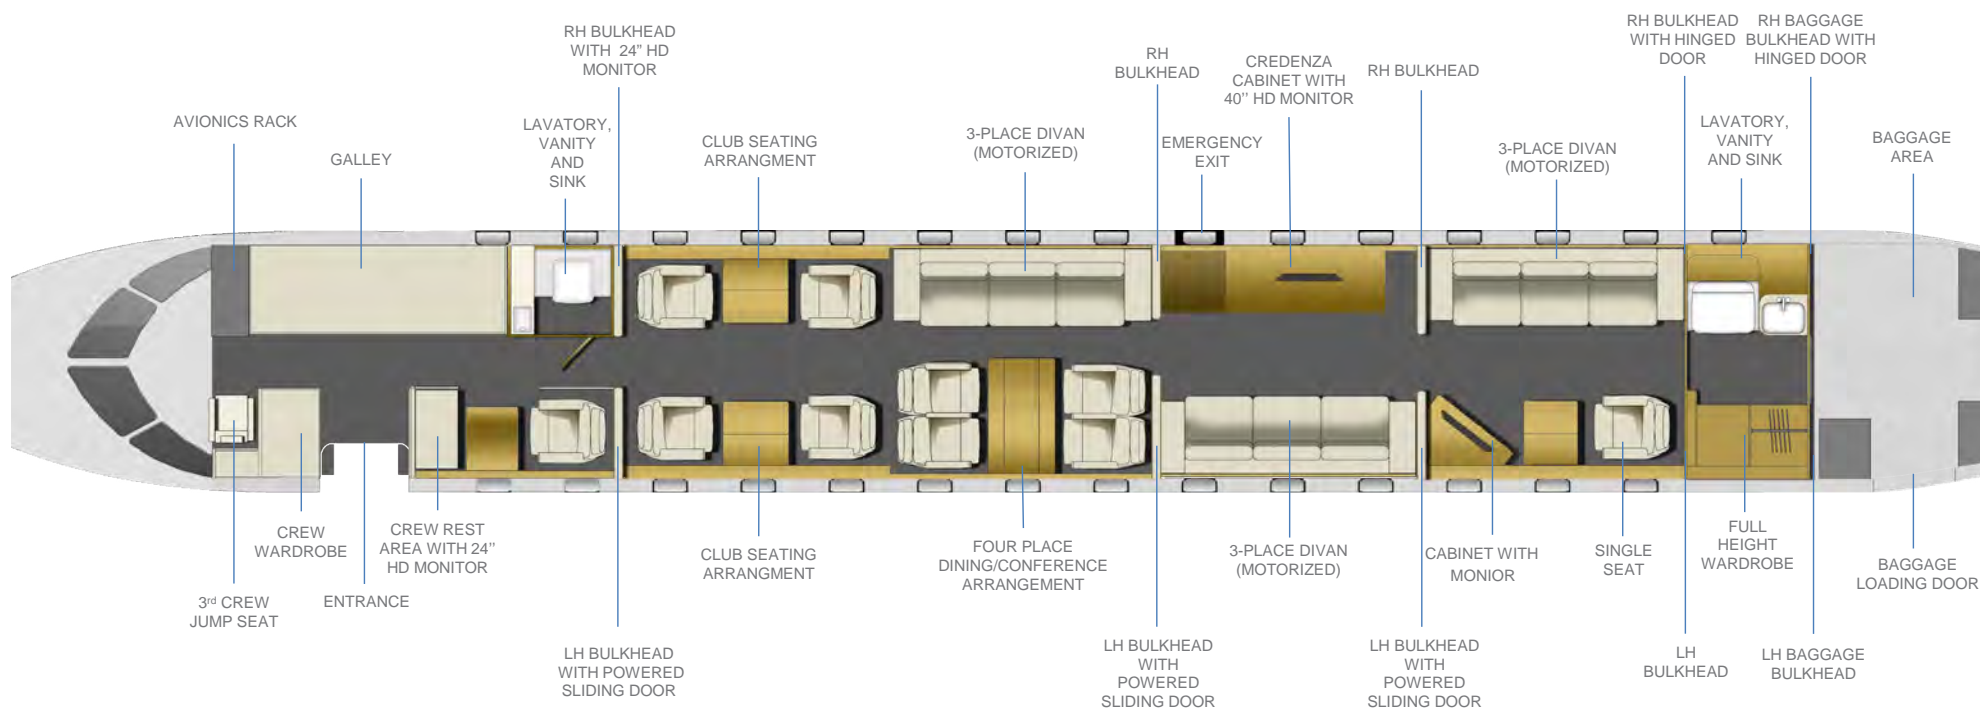 RH BULKHEAD
WITH 24” HD
MONITOR
RH
BULKHEAD
CREDENZA
CABINET WITH
40’’ HD MONITOR
RH BULKHEAD
RH BULKHEAD
WITH HINGED
DOOR
RH BAGGAGE
BULKHEAD WITH
HINGED DOOR
AVIONICS RACK
GALLEY
LAVATORY,
VANITY
AND
SINK
CLUB SEATING
ARRANGMENT
3-PLACE DIVAN
(MOTORIZED)
EMERGENCY
EXIT
3-PLACE DIVAN
(MOTORIZED)
LAVATORY,
VANITY
AND SINK
BAGGAGE
AREA
CREW
WARDROBE
CREW REST
AREA WITH 24’’
HD MONITOR
CLUB SEATING
ARRANGMENT
FOUR PLACE
DINING/CONFERENCE
ARRANGEMENT
3-PLACE DIVAN
(MOTORIZED)
CABINET WITH
MONIOR
SINGLE
SEAT
FULL
HEIGHT
WARDROBE
BAGGAGE
LOADING DOOR
3rd CREW
JUMP SEAT
ENTRANCE
LH BULKHEAD
WITH POWERED
SLIDING DOOR
LH BULKHEAD
WITH
POWERED
SLIDING DOOR
LH BULKHEAD
WITH
POWERED
SLIDING DOOR
LH
BULKHEAD
LH BAGGAGE
BULKHEAD